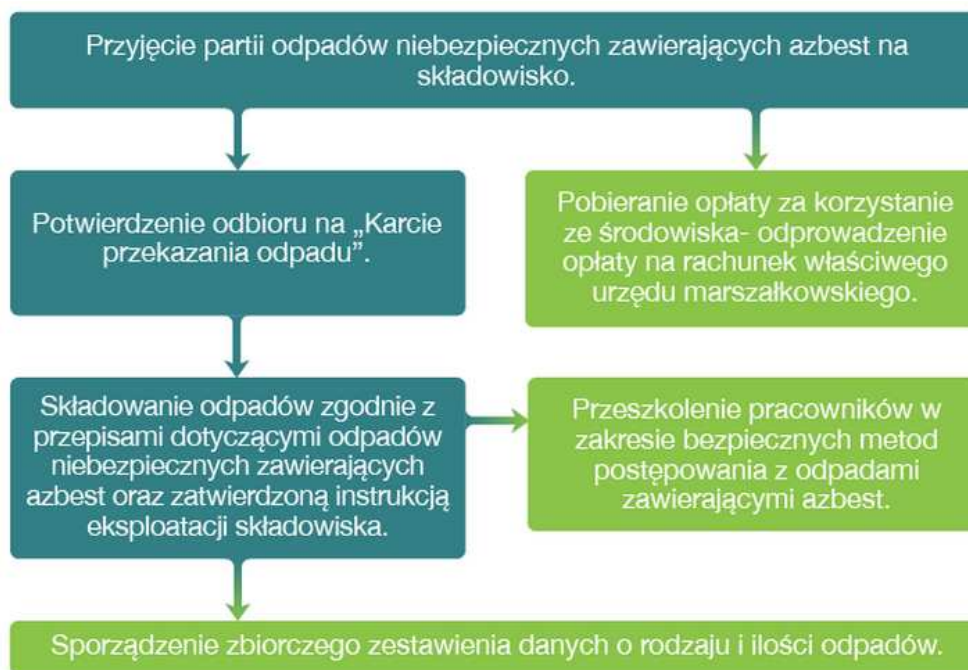 Przyjęcie partii odpadów niebezpiecznych zawierających azbest na
składowisko.
Potwierdzenie odbioru na „Karcie
przekazania odpadu”.
Pobieranie opłaty za korzystanie
ze środowiska- odprowadzenie
opłaty na rachunek właściwego
urzędu marszałkowskiego.
Składowanie odpadów zgodnie z
przepisami dotyczącymi odpadów
niebezpiecznych zawierających
azbest oraz zatwierdzoną instrukcją
eksploatacji składowiska.
Przeszkolenie pracowników w
zakresie bezpiecznych metod
postępowania z odpadami
zawierającymi azbest.
Sporządzenie zbiorczego zestawienia danych o rodzaju i ilości odpadów.